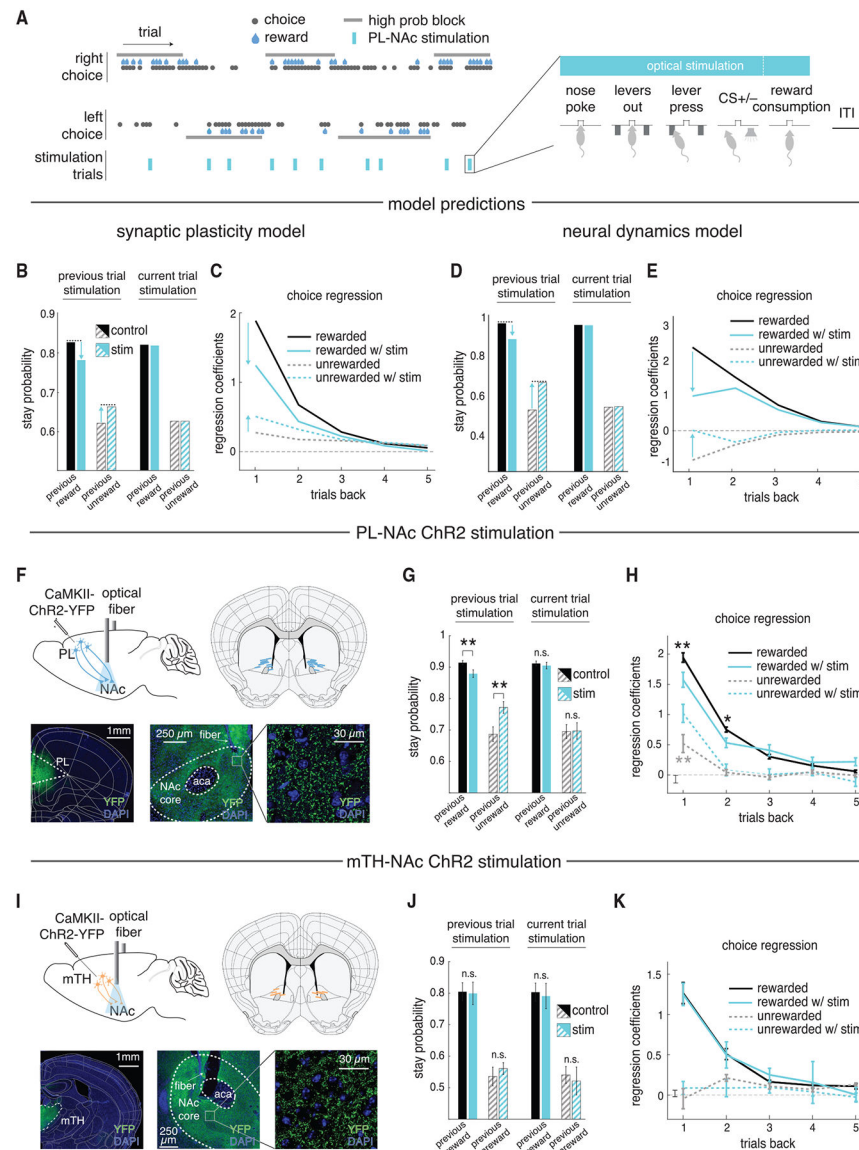 A
trial
choice
reward
high prob block
PL-NAc stimulation
right
choice
left
choice
stimulation
trials
optical stimulation
nose
poke
levers
out
lever
press
CS+/−
reward
consumption
ITI
model predictions
synaptic plasticity model
neural dynamics model
B
previous trial
stimulation
current trial
stimulation
control
stim
stay probability
0.9
0.8
0.7
0.6
previous
reward
previous
unreward
previous
reward
previous
unreward
C
choice regression
rewarded
rewarded w/ stim
unrewarded
unrewarded w/ stim
regression coefficients
2
1
0
1
2
3
4
5
trials back
D
previous trial
stimulation
current trial
stimulation
stay probability
1
0.8
0.6
0.4
previous
reward
previous
unreward
previous
reward
previous
unreward
E
choice regression
rewarded
rewarded w/ stim
unrewarded
unrewarded w/ stim
regression coefficients
3
2
1
0
-1
1
2
3
4
5
trials back
PL-NAc ChR2 stimulation
F
CaMKII-
ChR2-YFP
optical
fiber
PL
NAc
1mm
PL
YFP
DAPI
250 µm
fiber
NAc
core
aca
30 µm
YFP
DAPI
G
previous trial
stimulation
current trial
stimulation
**
**
n.s.
n.s.
control
stim
stay probability
1
0.9
0.8
0.7
0.6
previous
reward
previous
unreward
previous
reward
previous
unreward
H
choice regression
rewarded
rewarded w/ stim
unrewarded
unrewarded w/ stim
**
*
**
regression coefficients
2
1.5
1
0.5
0
1
2
3
4
5
trials back
mTH-NAc ChR2 stimulation
I
CaMKII-
ChR2-YFP
optical
fiber
mTH
NAc
1mm
mTH
YFP
DAPI
fiber
NAc
core
aca
250
µm
30 µm
YFP
DAPI
J
previous trial
stimulation
current trial
stimulation
n.s.
n.s.
n.s.
n.s.
control
stim
stay probability
0.9
0.8
0.7
0.6
0.5
previous
reward
previous
unreward
previous
reward
previous
unreward
K
choice regression
rewarded
rewarded w/ stim
unrewarded
unrewarded w/ stim
regression coefficients
1.5
1
0.5
0
1
2
3
4
5
trials back